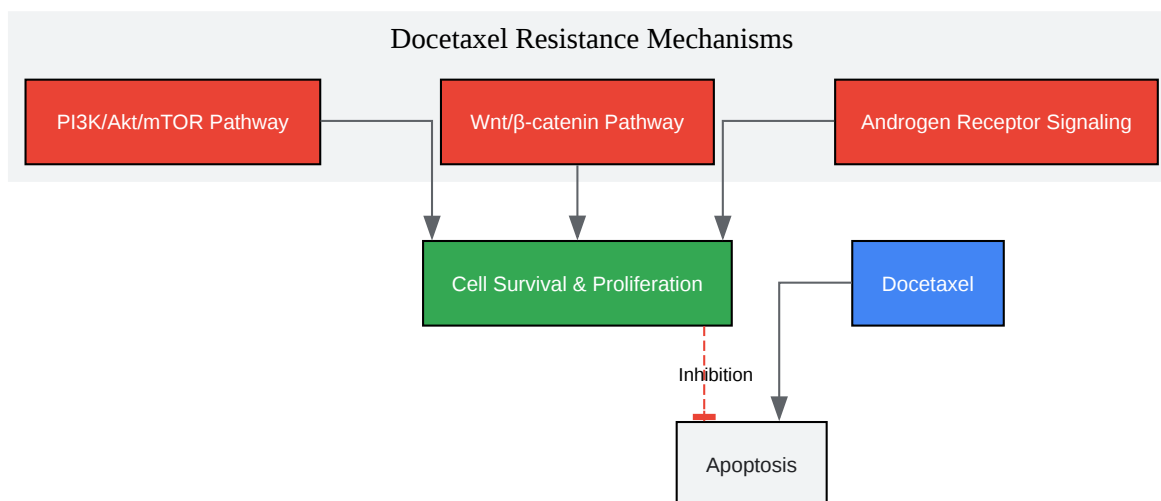 Docetaxel Resistance Mechanisms
PI3K/Akt/mTOR Pathway
Wnt/β-catenin Pathway
Androgen Receptor Signaling
Cell Survival & Proliferation
Docetaxel
Inhibition
Apoptosis